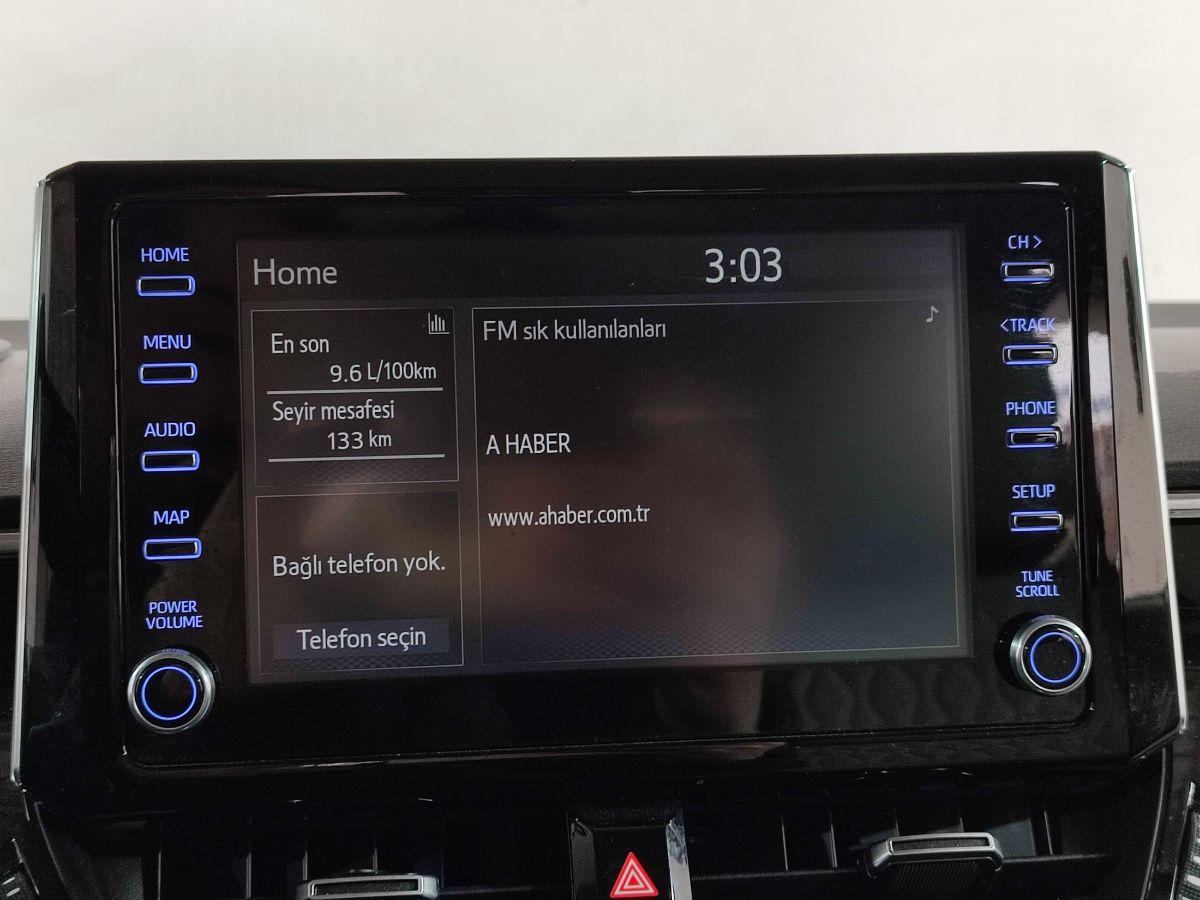 HOME
MENU
AUDIO
MAP
POWER
VOLUME
Home
3:03
En son
9.6 L/100km
Seyir mesafesi
133 km
Bağlı telefon yok.
Telefon seçin
FM sık kullanılanları
A HABER
www.ahaber.com.tr
CH >
<TRACK
PHONE
SETUP
TUNE
SCROLL